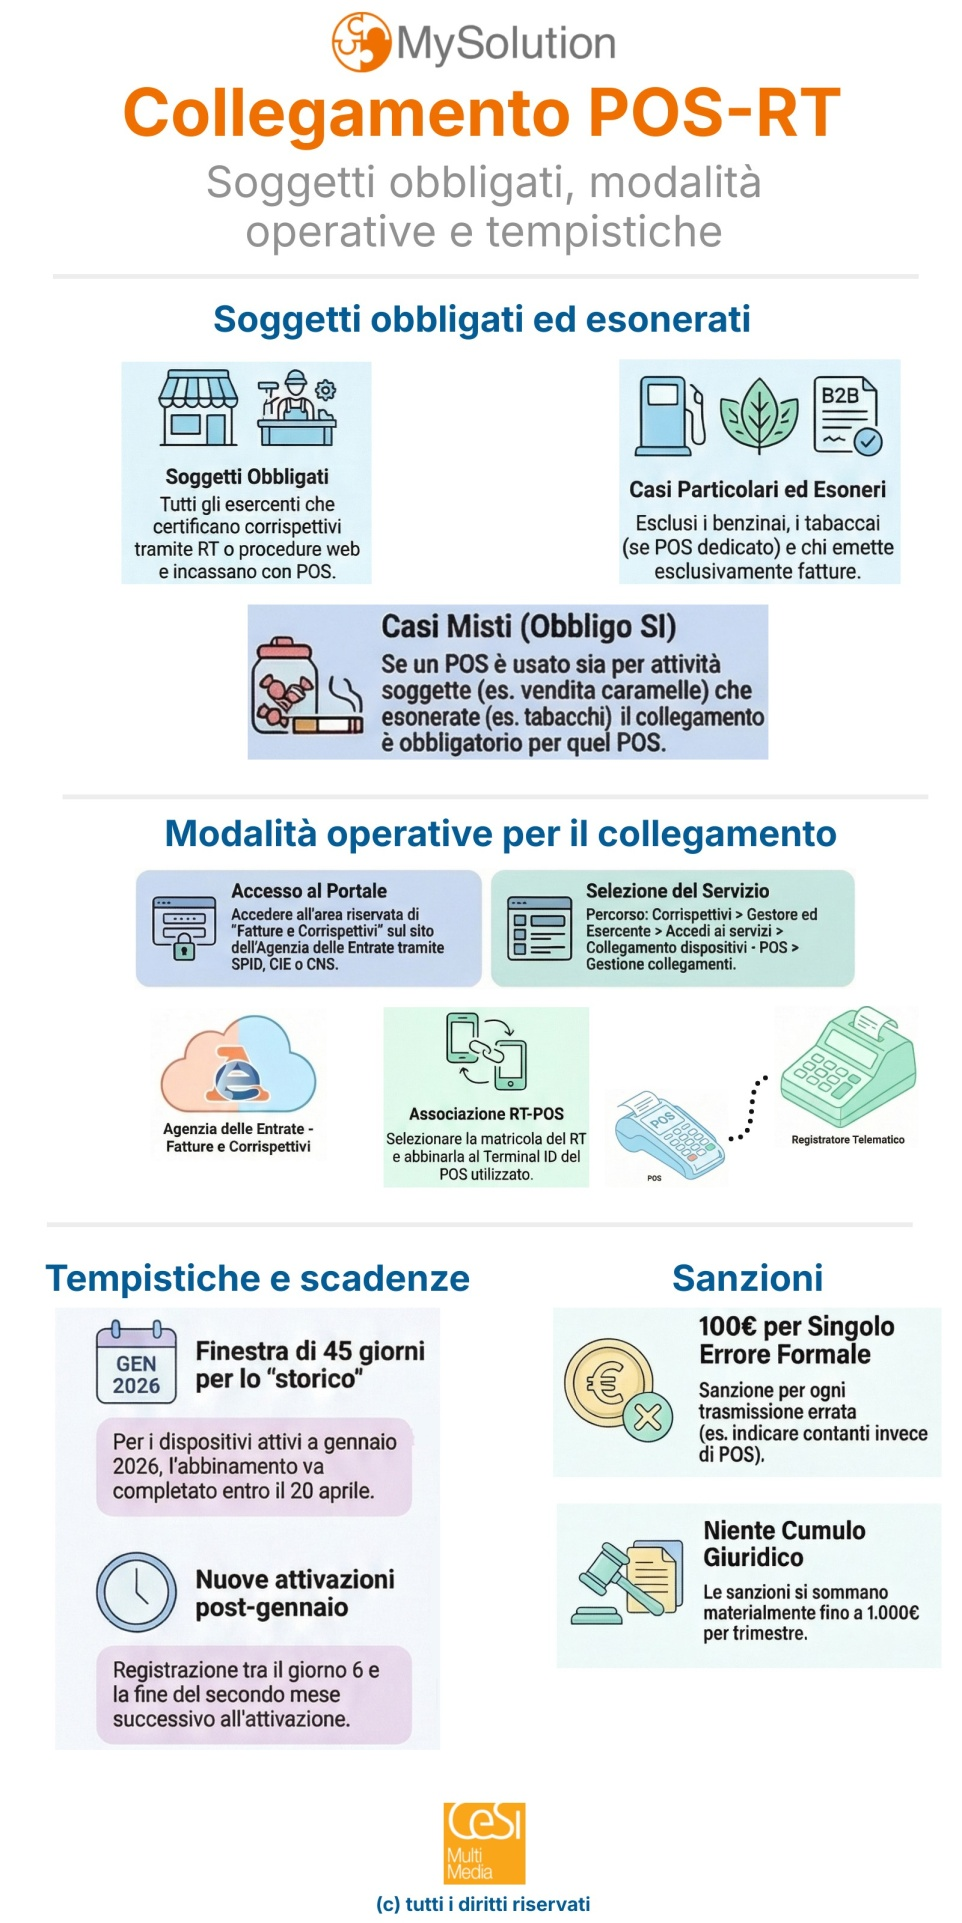 MySolution
Collegamento POS-RT
Soggetti obbligati, modalità
operative e tempistiche
Soggetti obbligati ed esonerati
Soggetti Obbligati
Tutti gli esercenti che
certificano corrispettivi
tramite RT o procedure web
e incassano con POS.
B2B
Casi Particolari ed Esoneri
Esclusi i benzinai, i tabaccai
(se POS dedicato) e chi emette
esclusivamente fatture.
Casi Misti (Obbligo SI)
Se un POS è usato sia per attività
soggette (es. vendita caramelle) che
esonerate (es. tabacchi) il collegamento
è obbligatorio per quel POS.
Modalità operative per il collegamento
Accesso al Portale
Accedere all'area riservata di
"Fatture e Corrispettivi" sul sito
dell'Agenzia delle Entrate tramite
SPID, CIE o CNS.
Selezione del Servizio
Percorso: Corrispettivi > Gestore ed
Esercente > Accedi ai servizi >
Collegamento dispositivi - POS >
Gestione collegamenti.
Agenzia delle Entrate -
Fatture e Corrispettivi
Associazione RT-POS
Selezionare la matricola del RT
e abbinarla al Terminal ID del
POS utilizzato.
POS
POS
Registratore Telematico
Tempistiche e scadenze
GEN
2026
Finestra di 45 giorni
per lo "storico"
Per i dispositivi attivi a gennaio
2026, l'abbinamento va
completato entro il 20 aprile.
Nuove attivazioni
post-gennaio
Registrazione tra il giorno 6 e
la fine del secondo mese
successivo all'attivazione.
Sanzioni
€
100€ per Singolo
Errore Formale
Sanzione per ogni
trasmissione errata
(es. indicare contanti invece
di POS).
Niente Cumulo
Giuridico
Le sanzioni si sommano
materialmente fino a 1.000€
per trimestre.
CeSI
Multi
Media
(c) tutti i diritti riservati